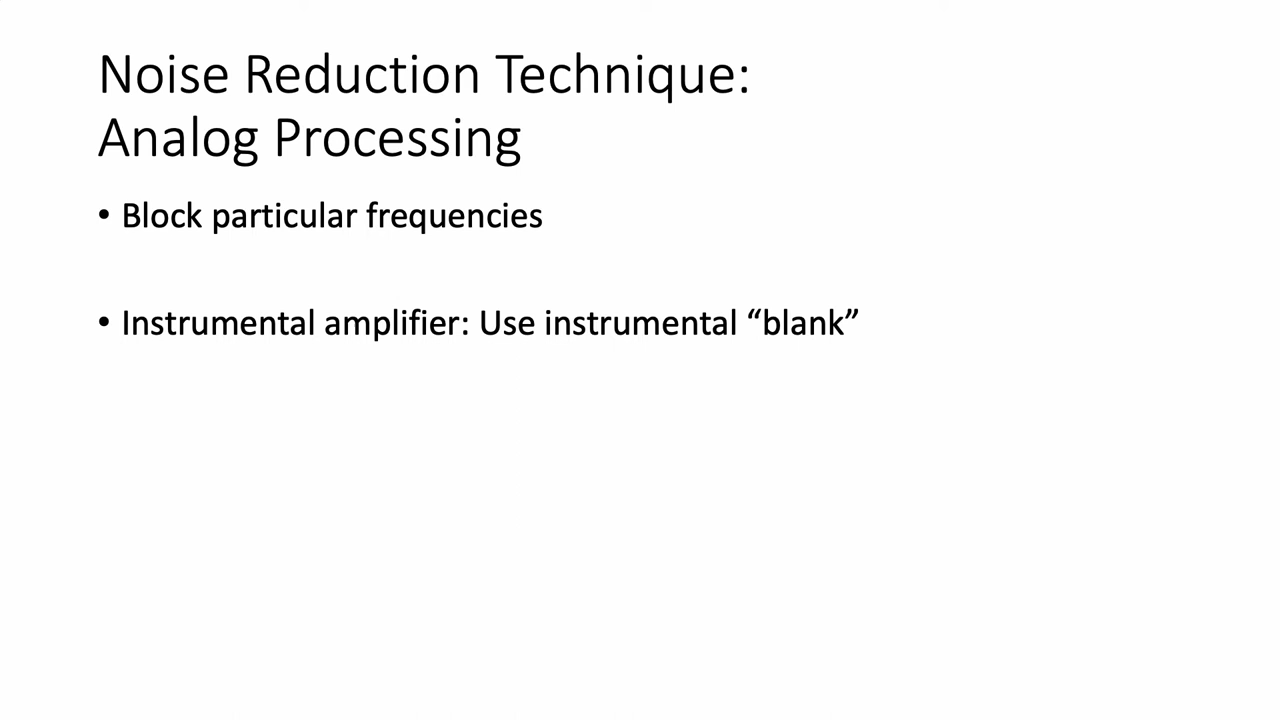 Noise Reduction Technique:
Analog Processing
• Block particular frequencies
• Instrumental amplifier: Use instrumental “blank”